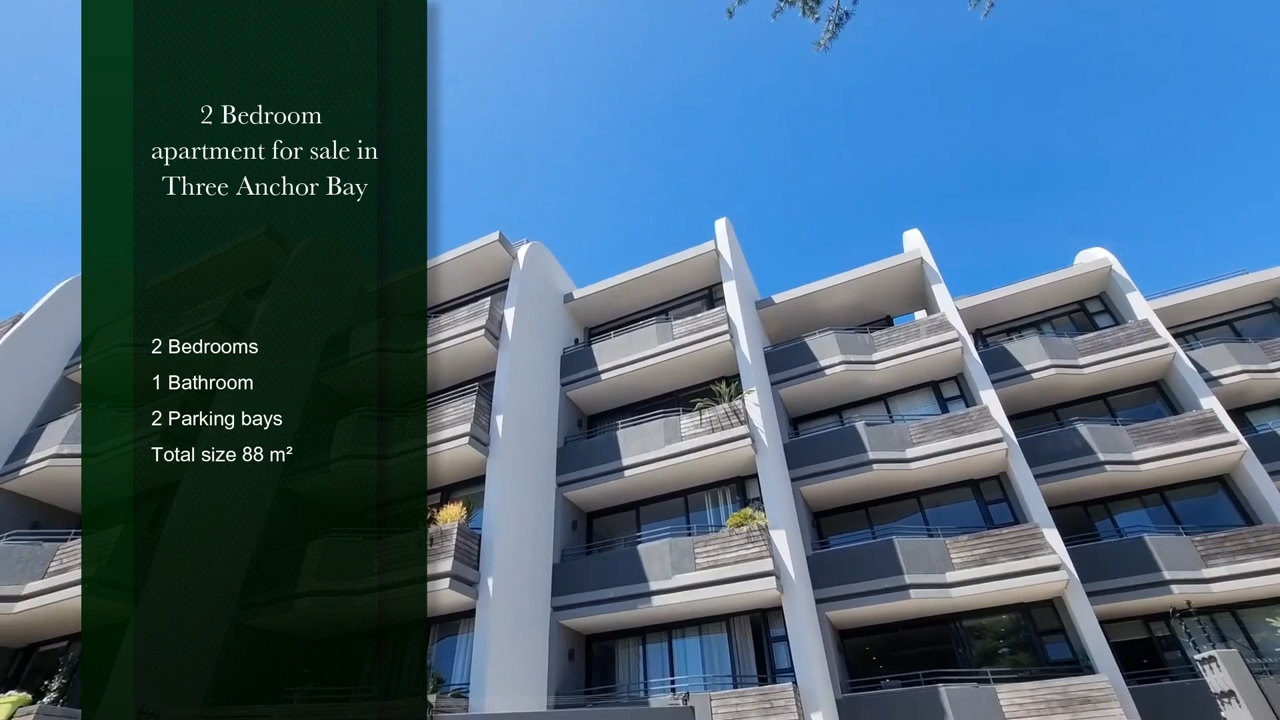 2 Bedroom
apartment for sale in
Three Anchor Bay
2 Bedrooms
1 Bathroom
2 Parking bays
Total size 88 m²